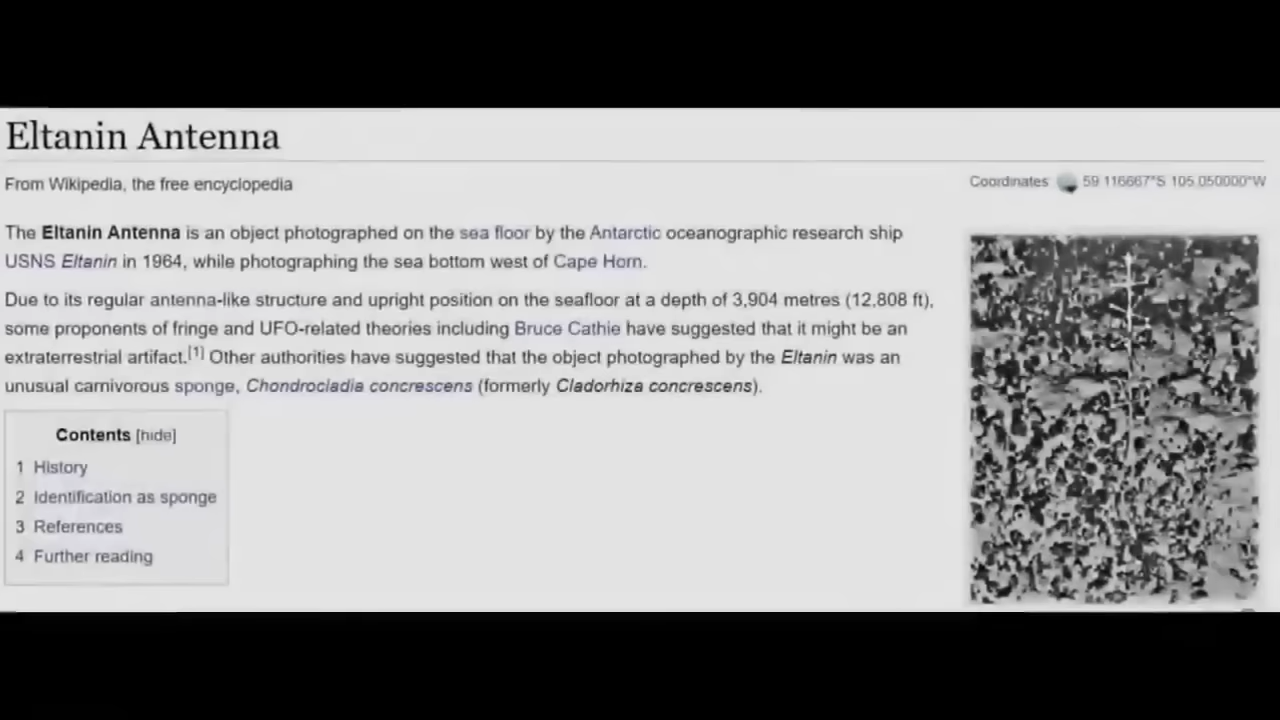 Eltanin Antenna
From Wikipedia, the free encyclopedia
Coordinates: 59.116667°S 105.050000°W
The Eltanin Antenna is an object photographed on the sea floor by the Antarctic oceanographic research ship
USNS Eltanin in 1964, while photographing the sea bottom west of Cape Horn.
Due to its regular antenna-like structure and upright position on the seafloor at a depth of 3,904 metres (12,808 ft),
some proponents of fringe and UFO-related theories including Bruce Cathie have suggested that it might be an
extraterrestrial artifact.[1] Other authorities have suggested that the object photographed by the Eltanin was an
unusual carnivorous sponge, Chondrocladia concrescens (formerly Cladorhiza concrescens).
Contents [hide]
1 History
2 Identification as sponge
3 References
4 Further reading